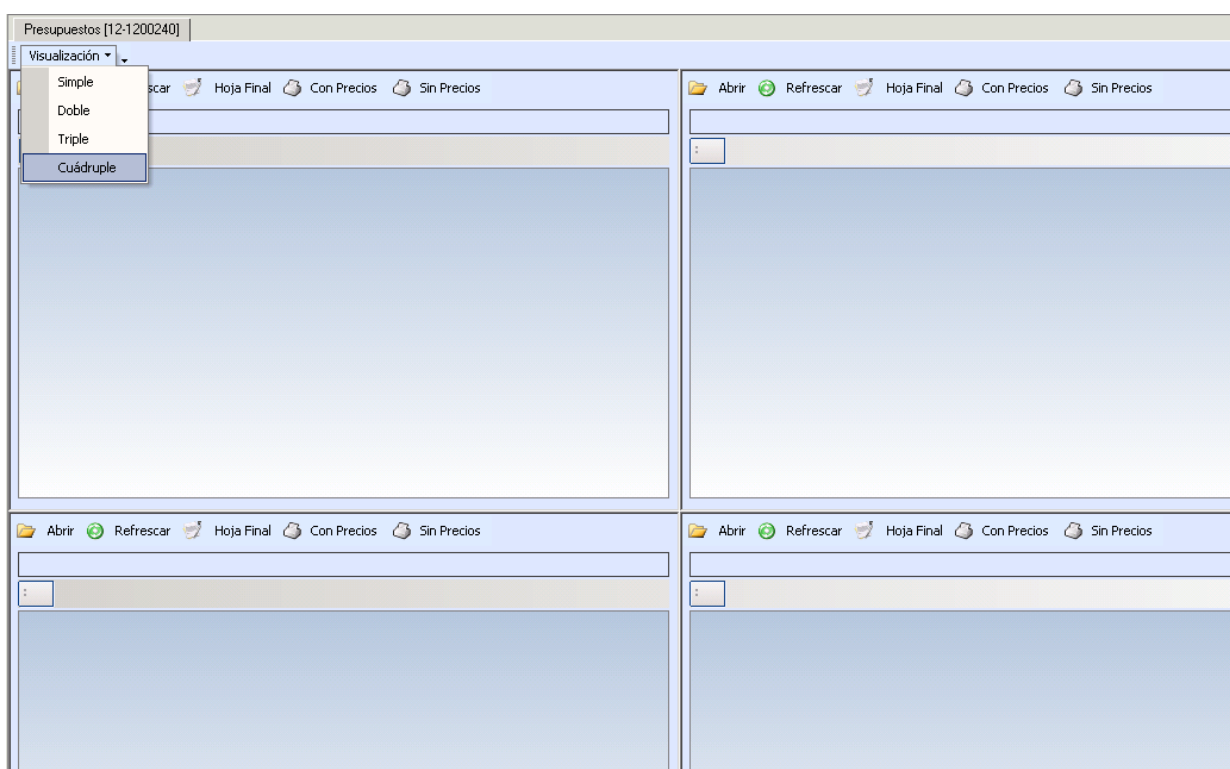 Presupuestos [12-1200240]
Visualización
Simple
Doble
Triple
Cuádruple
scar Hoja Final Con Precios Sin Precios
Abrir Refrescar Hoja Final Con Precios Sin Precios
:
Abrir Refrescar Hoja Final Con Precios Sin Precios
Abrir Refrescar Hoja Final Con Precios Sin Precios
:
: